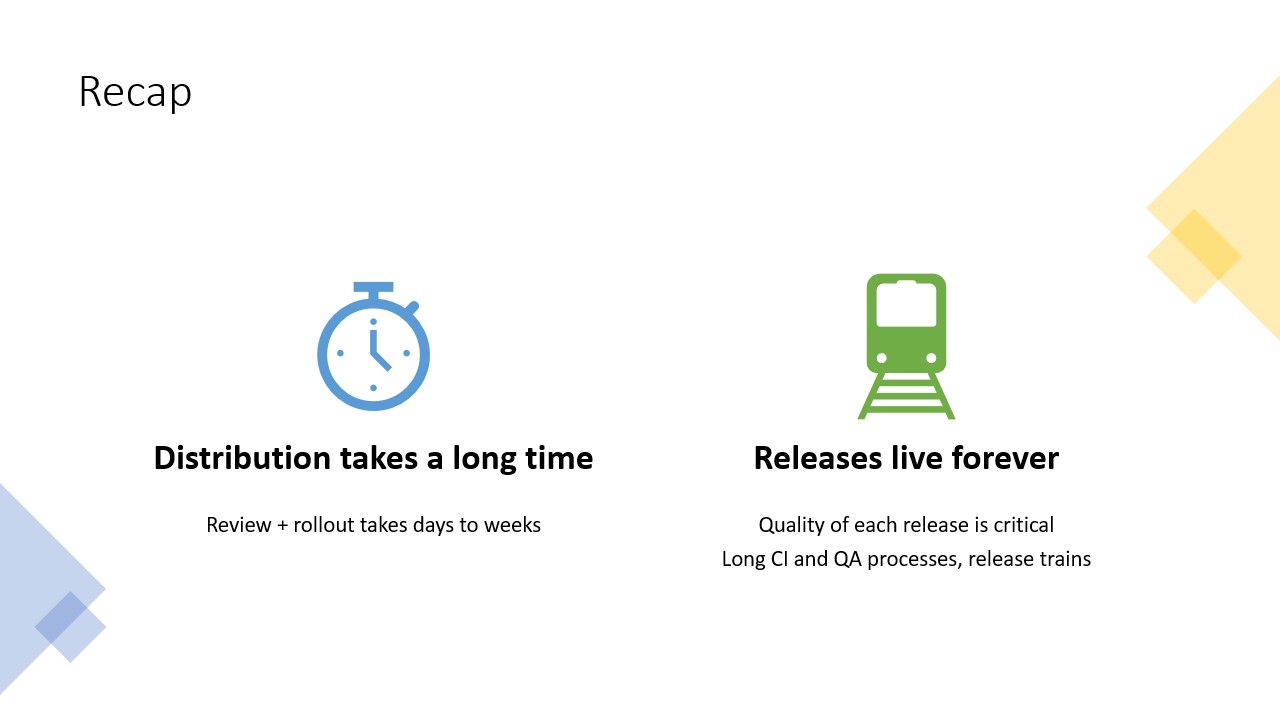 Recap
Distribution takes a long time
Review + rollout takes days to weeks
Releases live forever
Quality of each release is critical
Long CI and QA processes, release trains